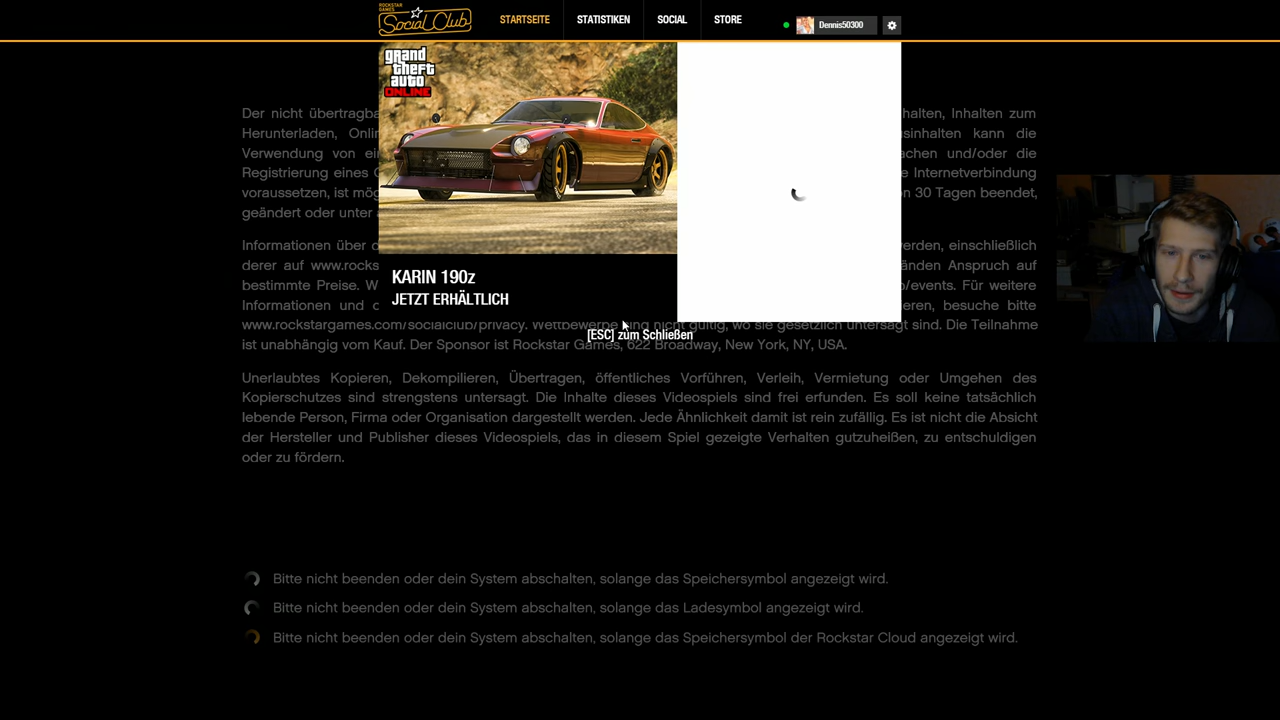 ROCKSTAR
GAMES
Social Club
STARTSEITE
STATISTIKEN
SOCIAL
STORE
Dennis50300
grand
theft
auto
ONLINE
KARIN 190z
JETZT ERHÄLTLICH
[ESC] zum Schließen
Der nicht übertragba halten, Inhalten zum
Herunterladen, Onlin sinhalten kann die
Verwendung von ei achen und/oder die
Registrierung eines e Internetverbindung
voraussetzen, ist mög n 30 Tagen beendet,
geändert oder unter
Informationen über erden, einschließlich
derer auf www.rocks änden Anspruch auf
bestimmte Preise. W o/events. Für weitere
Informationen und eren, besuche bitte
www.rockstargames.com/socialclub/privacy. Wettbewerbe sind nicht gültig, wo sie gesetzlich untersagt sind. Die Teilnahme
ist unabhängig vom Kauf. Der Sponsor ist Rockstar Games, 622 Broadway, New York, NY, USA.
Unerlaubtes Kopieren, Dekompilieren, Übertragen, öffentliches Vorführen, Verleih, Vermietung oder Umgehen des
Kopierschutzes sind strengstens untersagt. Die Inhalte dieses Videospiels sind frei erfunden. Es soll keine tatsächlich
lebende Person, Firma oder Organisation dargestellt werden. Jede Ähnlichkeit damit ist rein zufällig. Es ist nicht die Absicht
der Hersteller und Publisher dieses Videospiels, das in diesem Spiel gezeigte Verhalten gutzuheißen, zu entschuldigen
oder zu fördern.
Bitte nicht beenden oder dein System abschalten, solange das Speichersymbol angezeigt wird.
Bitte nicht beenden oder dein System abschalten, solange das Ladesymbol angezeigt wird.
Bitte nicht beenden oder dein System abschalten, solange das Speichersymbol der Rockstar Cloud angezeigt wird.